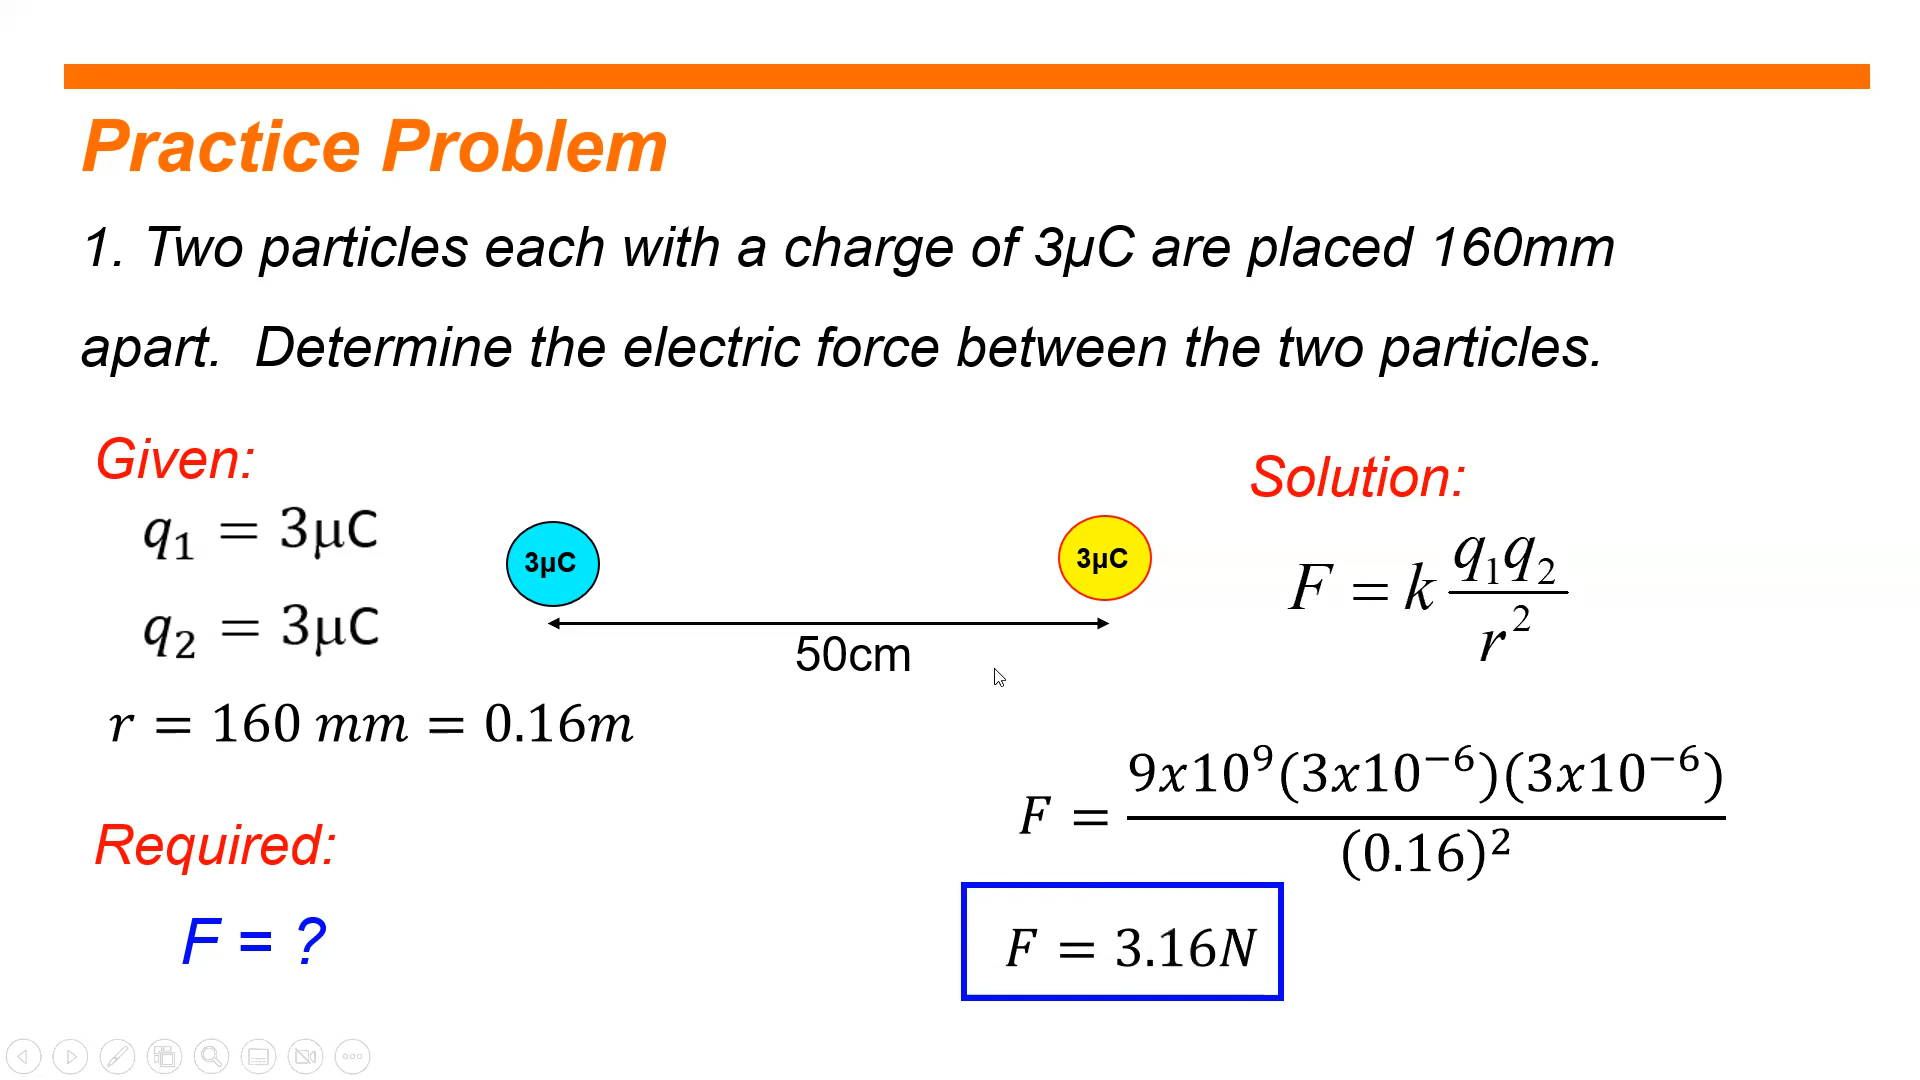 Practice Problem
1. Two particles each with a charge of 3μC are placed 160mm
apart. Determine the electric force between the two particles.
Given:
q₁ = 3μC
q₂ = 3μC
r = 160 mm = 0.16m
Required:
F = ?
3μC
3μC
50cm
Solution:
F = k q₁q₂ / r²
F = 9x10⁹(3x10⁻⁶)(3x10⁻⁶) / (0.16)²
F = 3.16N